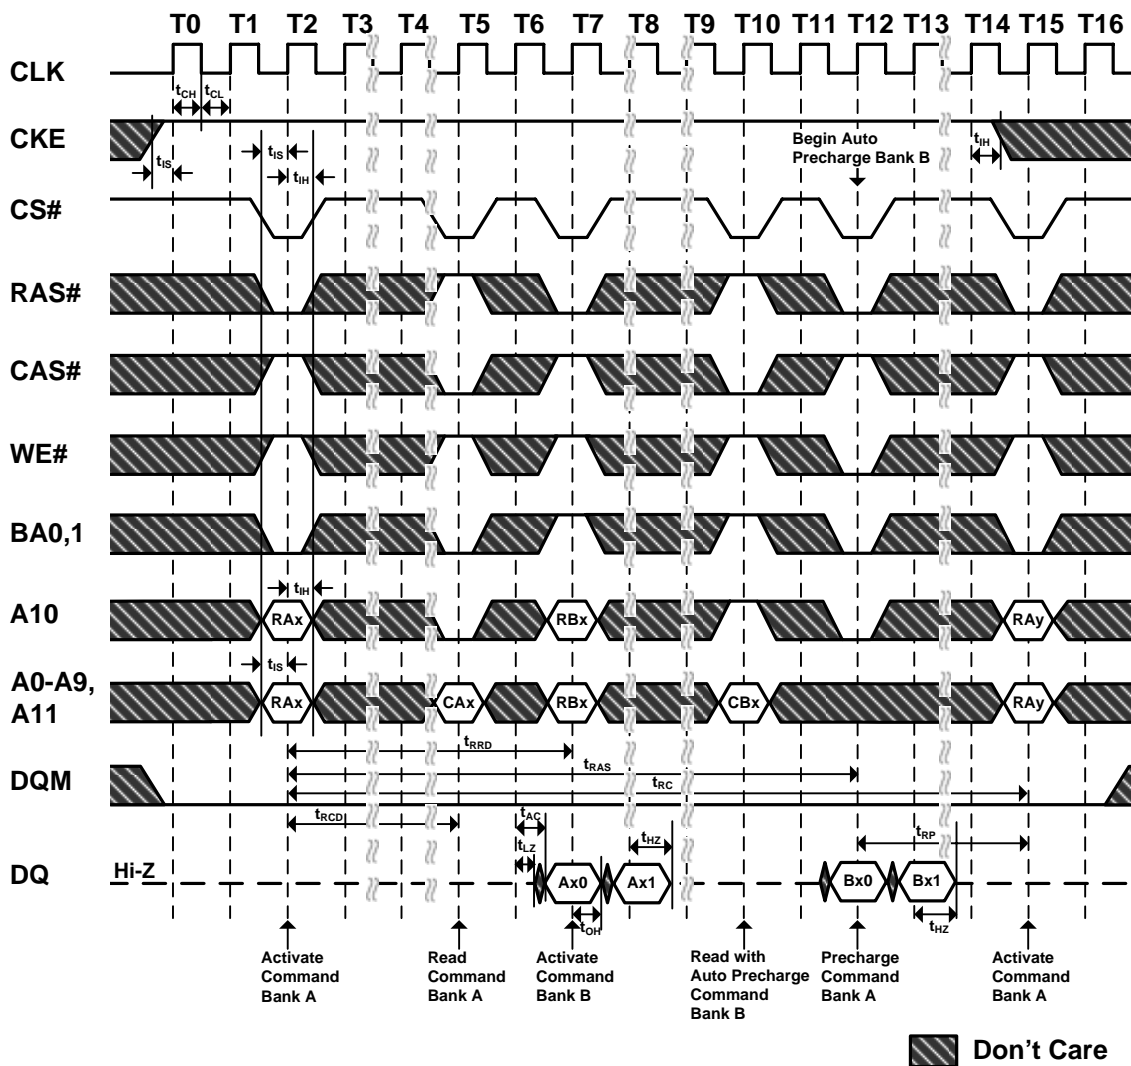 T0 T1 T2 T3 T4 T5 T6 T7 T8 T9 T10 T11 T12 T13 T14 T15 T16
CLK
tCH tCL
CKE
tIS
tIS
tIH
Begin Auto
Precharge Bank B
tIH
CS#
RAS#
CAS#
WE#
BA0,1
tIH
A10
RAx RBx RAy
tIS
A0-A9,
A11
RAx CAx RBx CBx RAy
tRRD
tRAS
DQM
tRC
tRCD
tAC
tLZ
tHZ
tRP
DQ
Hi-Z
Ax0 Ax1 Bx0 Bx1
tOH
tHZ
Activate
Command
Bank A
Read
Command
Bank A
Activate
Command
Bank B
Read with
Auto Precharge
Command
Bank B
Precharge
Command
Bank A
Activate
Command
Bank A
Don't Care